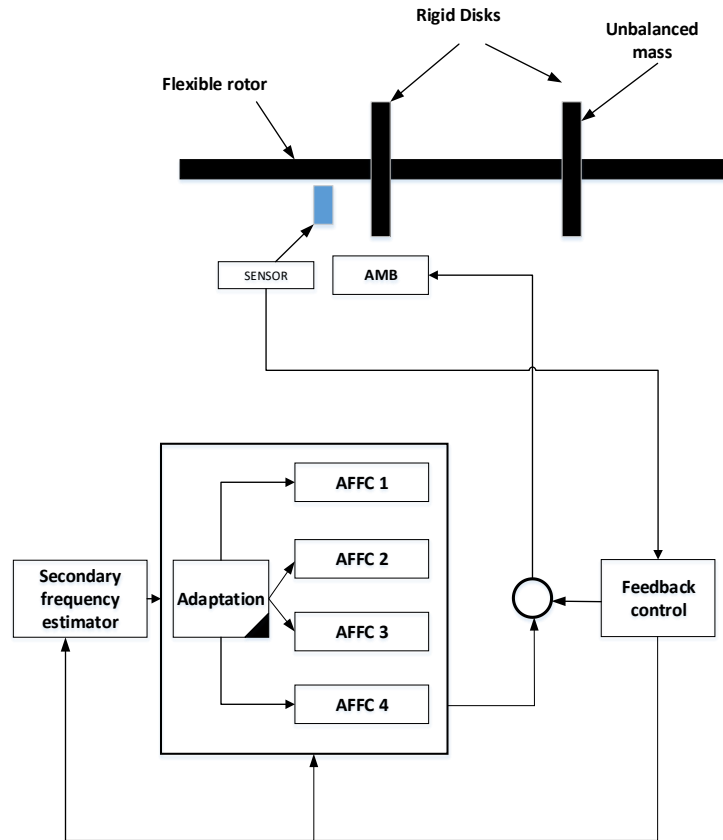 Rigid Disks
Unbalanced
mass
Flexible rotor
SENSOR
AMB
AFFC 1
AFFC 2
Secondary
frequency
estimator
Adaptation
Feedback
control
AFFC 3
AFFC 4